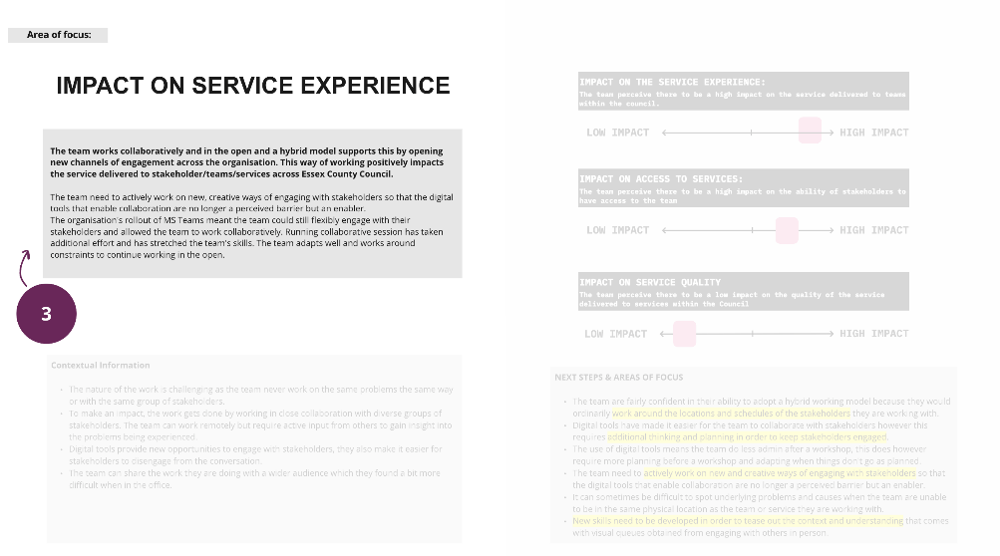 Area of focus:
IMPACT ON SERVICE EXPERIENCE
The team works collaboratively and in the open and a hybrid model supports this by opening
new channels of engagement across the organisation. This way of working positively impacts
the service delivered to stakeholder/teams/services across Essex County Council.
The team need to actively work on new, creative ways of engaging with stakeholders so that the digital
tools that enable collaboration are no longer a perceived barrier but an enabler.
The organisation's rollout of MS Teams meant the team could still flexibly engage with their
stakeholders and allowed the team to work collaboratively. Running collaborative session has taken
additional effort and has stretched the team's skills. The team adapts well and works around
constraints to continue working in the open.
3
Contextual Information
• The nature of the work is challenging as the team never work on the same problems the same way
or with the same group of stakeholders.
• To make an impact, the work gets done by working in close collaboration with diverse groups of
stakeholders. The team can work remotely but require active input from others to gain insight into
the problems being experienced.
• Digital tools provide new opportunities to engage with stakeholders, they also make it easier for
stakeholders to disengage from the conversation.
• The team can share the work they are doing with a wider audience which they found a bit more
difficult when in the office.
IMPACT ON THE SERVICE EXPERIENCE:
The team perceive there to be a high impact on the service delivered to teams
within the council.
LOW IMPACT HIGH IMPACT
IMPACT ON ACCESS TO SERVICES:
The team perceive there to be a high impact on the ability of stakeholders to
have access to the team
LOW IMPACT HIGH IMPACT
IMPACT ON SERVICE QUALITY
The team perceive there to be a low impact on the quality of the service
delivered to services within the Council
LOW IMPACT HIGH IMPACT
NEXT STEPS & AREAS OF FOCUS
• The team are fairly confident in their ability to adopt a hybrid working model because they would
ordinarily work around the locations and schedules of the stakeholders they are working with.
• Digital tools have made it easier for the team to collaborate with stakeholders however this
requires additional thinking and planning in order to keep stakeholders engaged.
• The use of digital tools means the team do less admin after a workshop, this does however
require more planning before a workshop and adapting when things don't go as planned.
• The team need to actively work on new and creative ways of engaging with stakeholders so that
the digital tools that enable collaboration are no longer a perceived barrier but an enabler.
• It can sometimes be difficult to spot underlying problems and causes when the team are unable
to be in the same physical location as the team or service they are working with.
• New skills need to be developed in order to tease out the context and understanding that comes
with visual queues obtained from engaging with others in person.